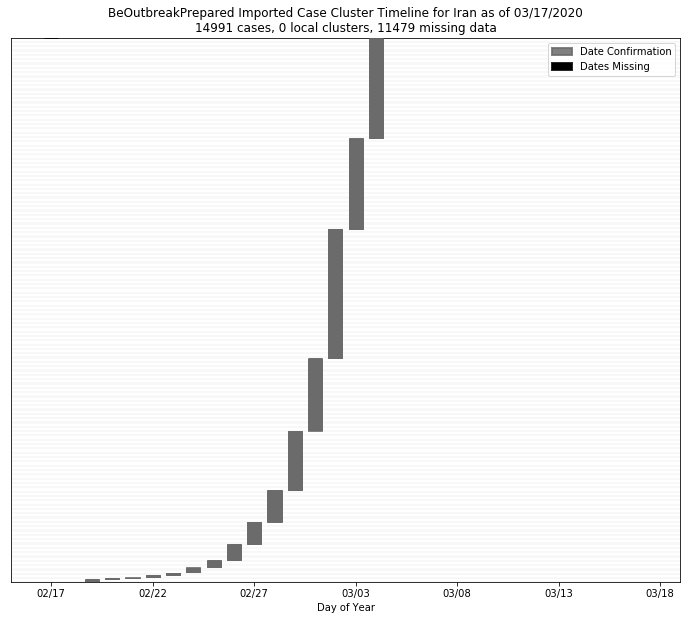 BeOutbreakPrepared Imported Case Cluster Timeline for Iran as of 03/17/2020
14991 cases, 0 local clusters, 11479 missing data
Date Confirmation
Dates Missing
02/17 02/22 02/27 03/03 03/08 03/13 03/18
Day of Year